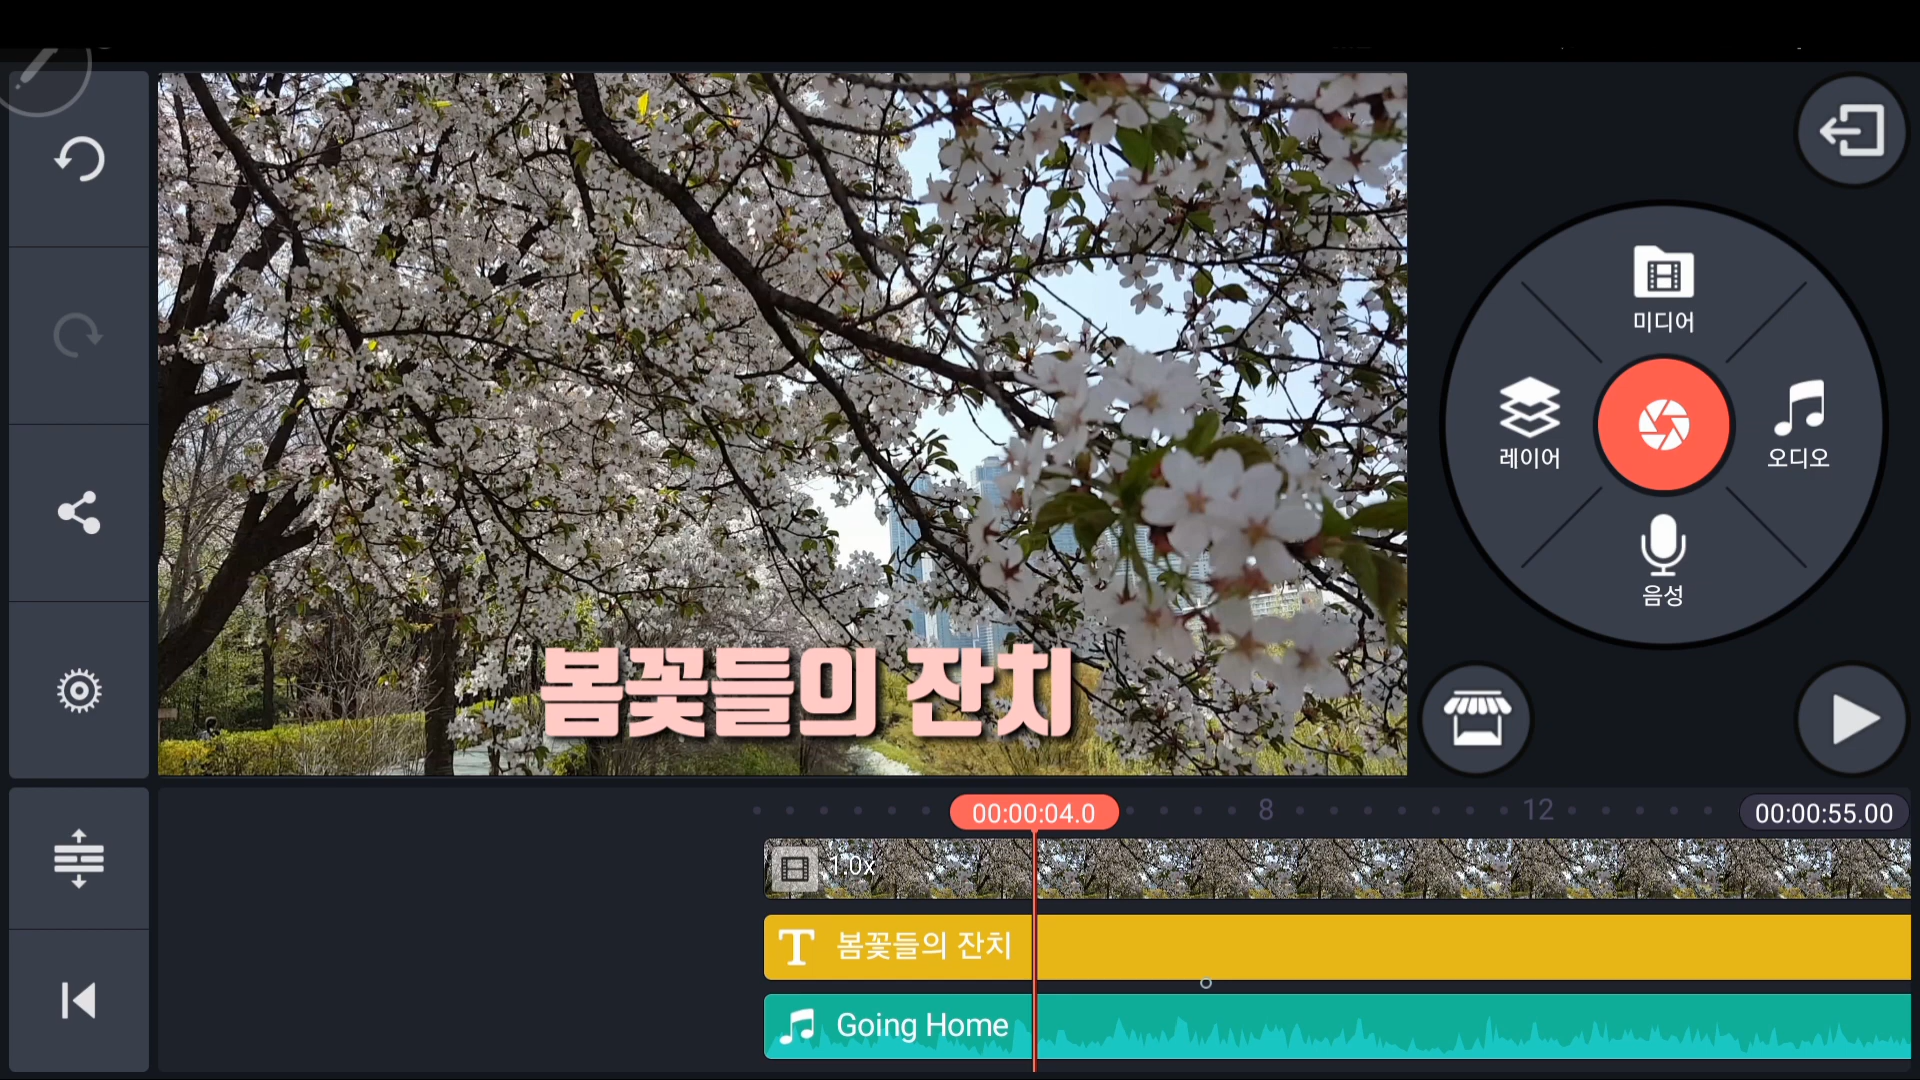 미디어
레이어
오디오
음성
봄꽃들의 잔치
00:00:04.0
8
12
00:00:55.00
1.0x
봄꽃들의 잔치
Going Home